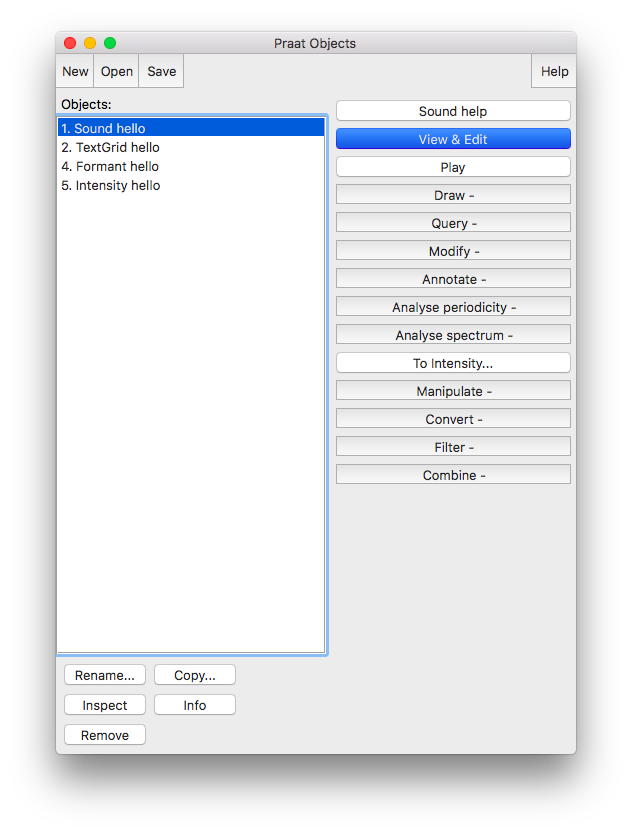 Praat Objects
New Open Save Help
Objects:
1. Sound hello
2. TextGrid hello
4. Formant hello
5. Intensity hello
Sound help
View & Edit
Play
Draw -
Query -
Modify -
Annotate -
Analyse periodicity -
Analyse spectrum -
To Intensity...
Manipulate -
Convert -
Filter -
Combine -
Rename... Copy...
Inspect Info
Remove